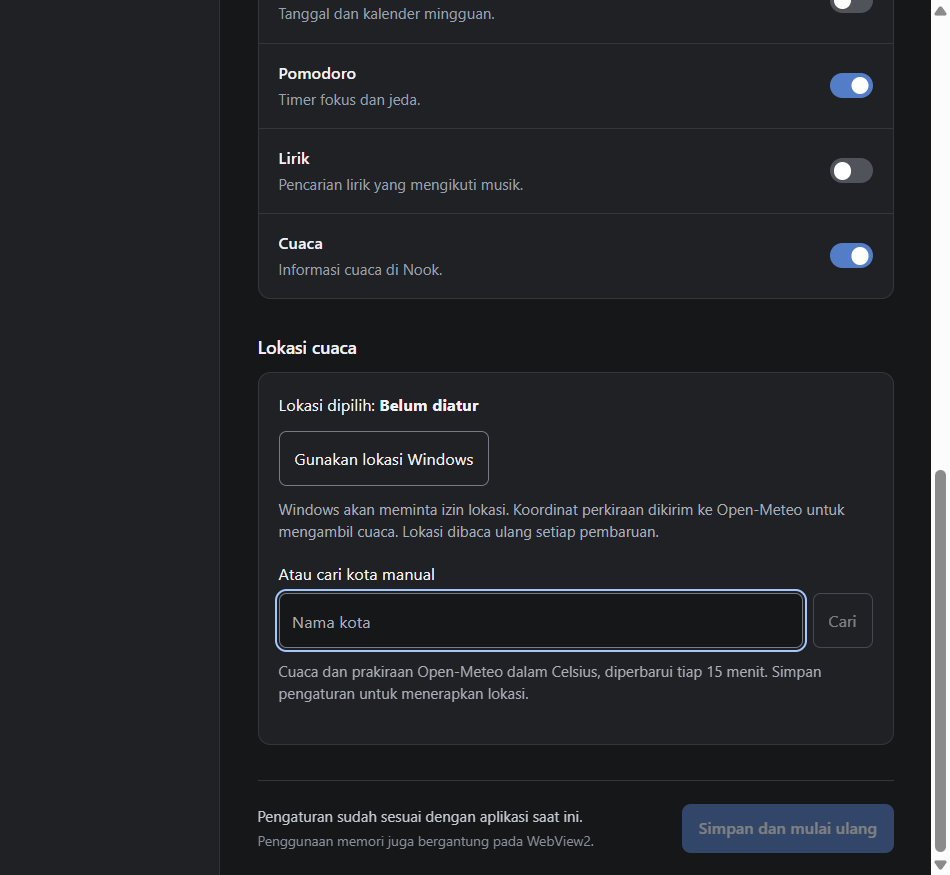 Tanggal dan kalender mingguan.
Pomodoro
Timer fokus dan jeda.
Lirik
Pencarian lirik yang mengikuti musik.
Cuaca
Informasi cuaca di Nook.
Lokasi cuaca
Lokasi dipilih: Belum diatur
Gunakan lokasi Windows
Windows akan meminta izin lokasi. Koordinat perkiraan dikirim ke Open-Meteo untuk
mengambil cuaca. Lokasi dibaca ulang setiap pembaruan.
Atau cari kota manual
Nama kota
Cari
Cuaca dan prakiraan Open-Meteo dalam Celsius, diperbarui tiap 15 menit. Simpan
pengaturan untuk menerapkan lokasi.
Pengaturan sudah sesuai dengan aplikasi saat ini.
Penggunaan memori juga bergantung pada WebView2.
Simpan dan mulai ulang